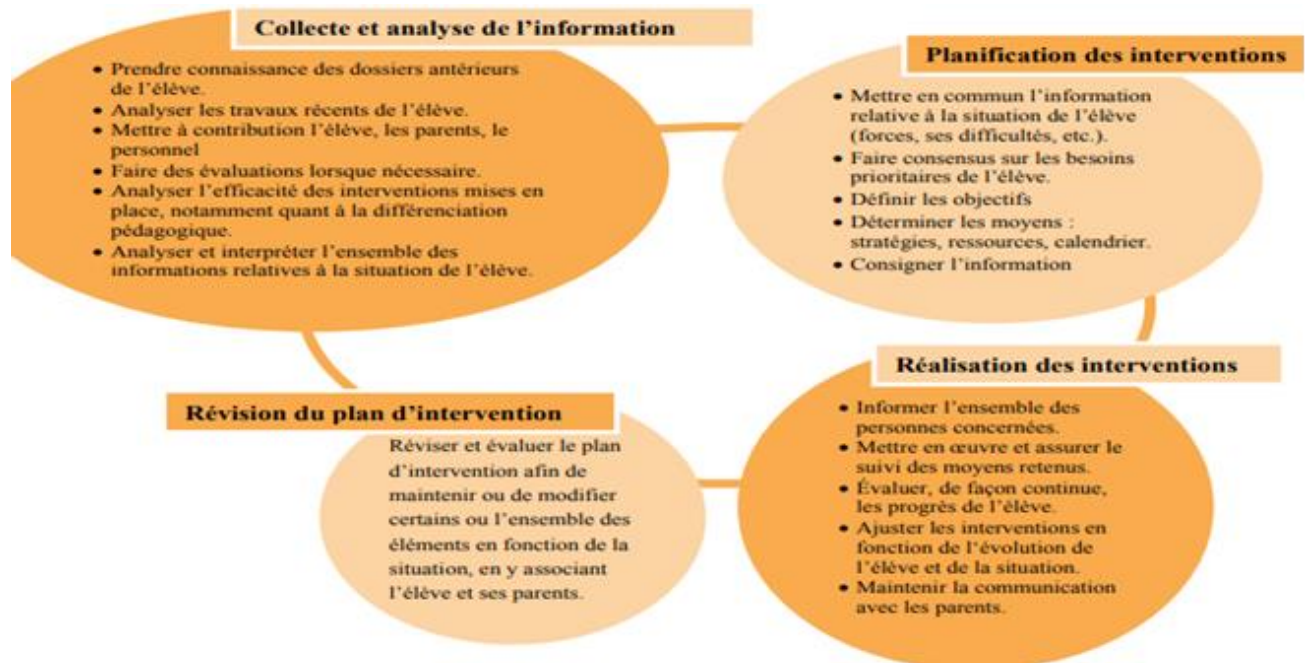 Collecte et analyse de l'information
• Prendre connaissance des dossiers antérieurs
de l'élève.
• Analyser les travaux récents de l'élève.
• Mettre à contribution l'élève, les parents, le
personnel
• Faire des évaluations lorsque nécessaire.
• Analyser l'efficacité des interventions mises en
place, notamment quant à la différenciation
pédagogique.
• Analyser et interpréter l'ensemble des
informations relatives à la situation de l'élève.
Planification des interventions
• Mettre en commun l'information
relative à la situation de l'élève
(forces, ses difficultés, etc.).
• Faire consensus sur les besoins
prioritaires de l'élève.
• Définir les objectifs
• Déterminer les moyens :
stratégies, ressources, calendrier.
• Consigner l'information
Réalisation des interventions
• Informer l'ensemble des
personnes concernées.
• Mettre en œuvre et assurer le
suivi des moyens retenus.
• Évaluer, de façon continue,
les progrès de l'élève.
• Ajuster les interventions en
fonction de l'évolution de
l'élève et de la situation.
• Maintenir la communication
avec les parents.
Révision du plan d'intervention
Réviser et évaluer le plan
d'intervention afin de
maintenir ou de modifier
certains ou l'ensemble des
éléments en fonction de la
situation, en y associant
l'élève et ses parents.